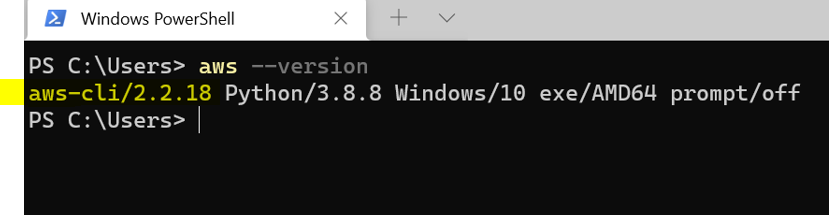 Windows PowerShell
PS C:\Users> aws --version
aws-cli/2.2.18 Python/3.8.8 Windows/10 exe/AMD64 prompt/off
PS C:\Users>